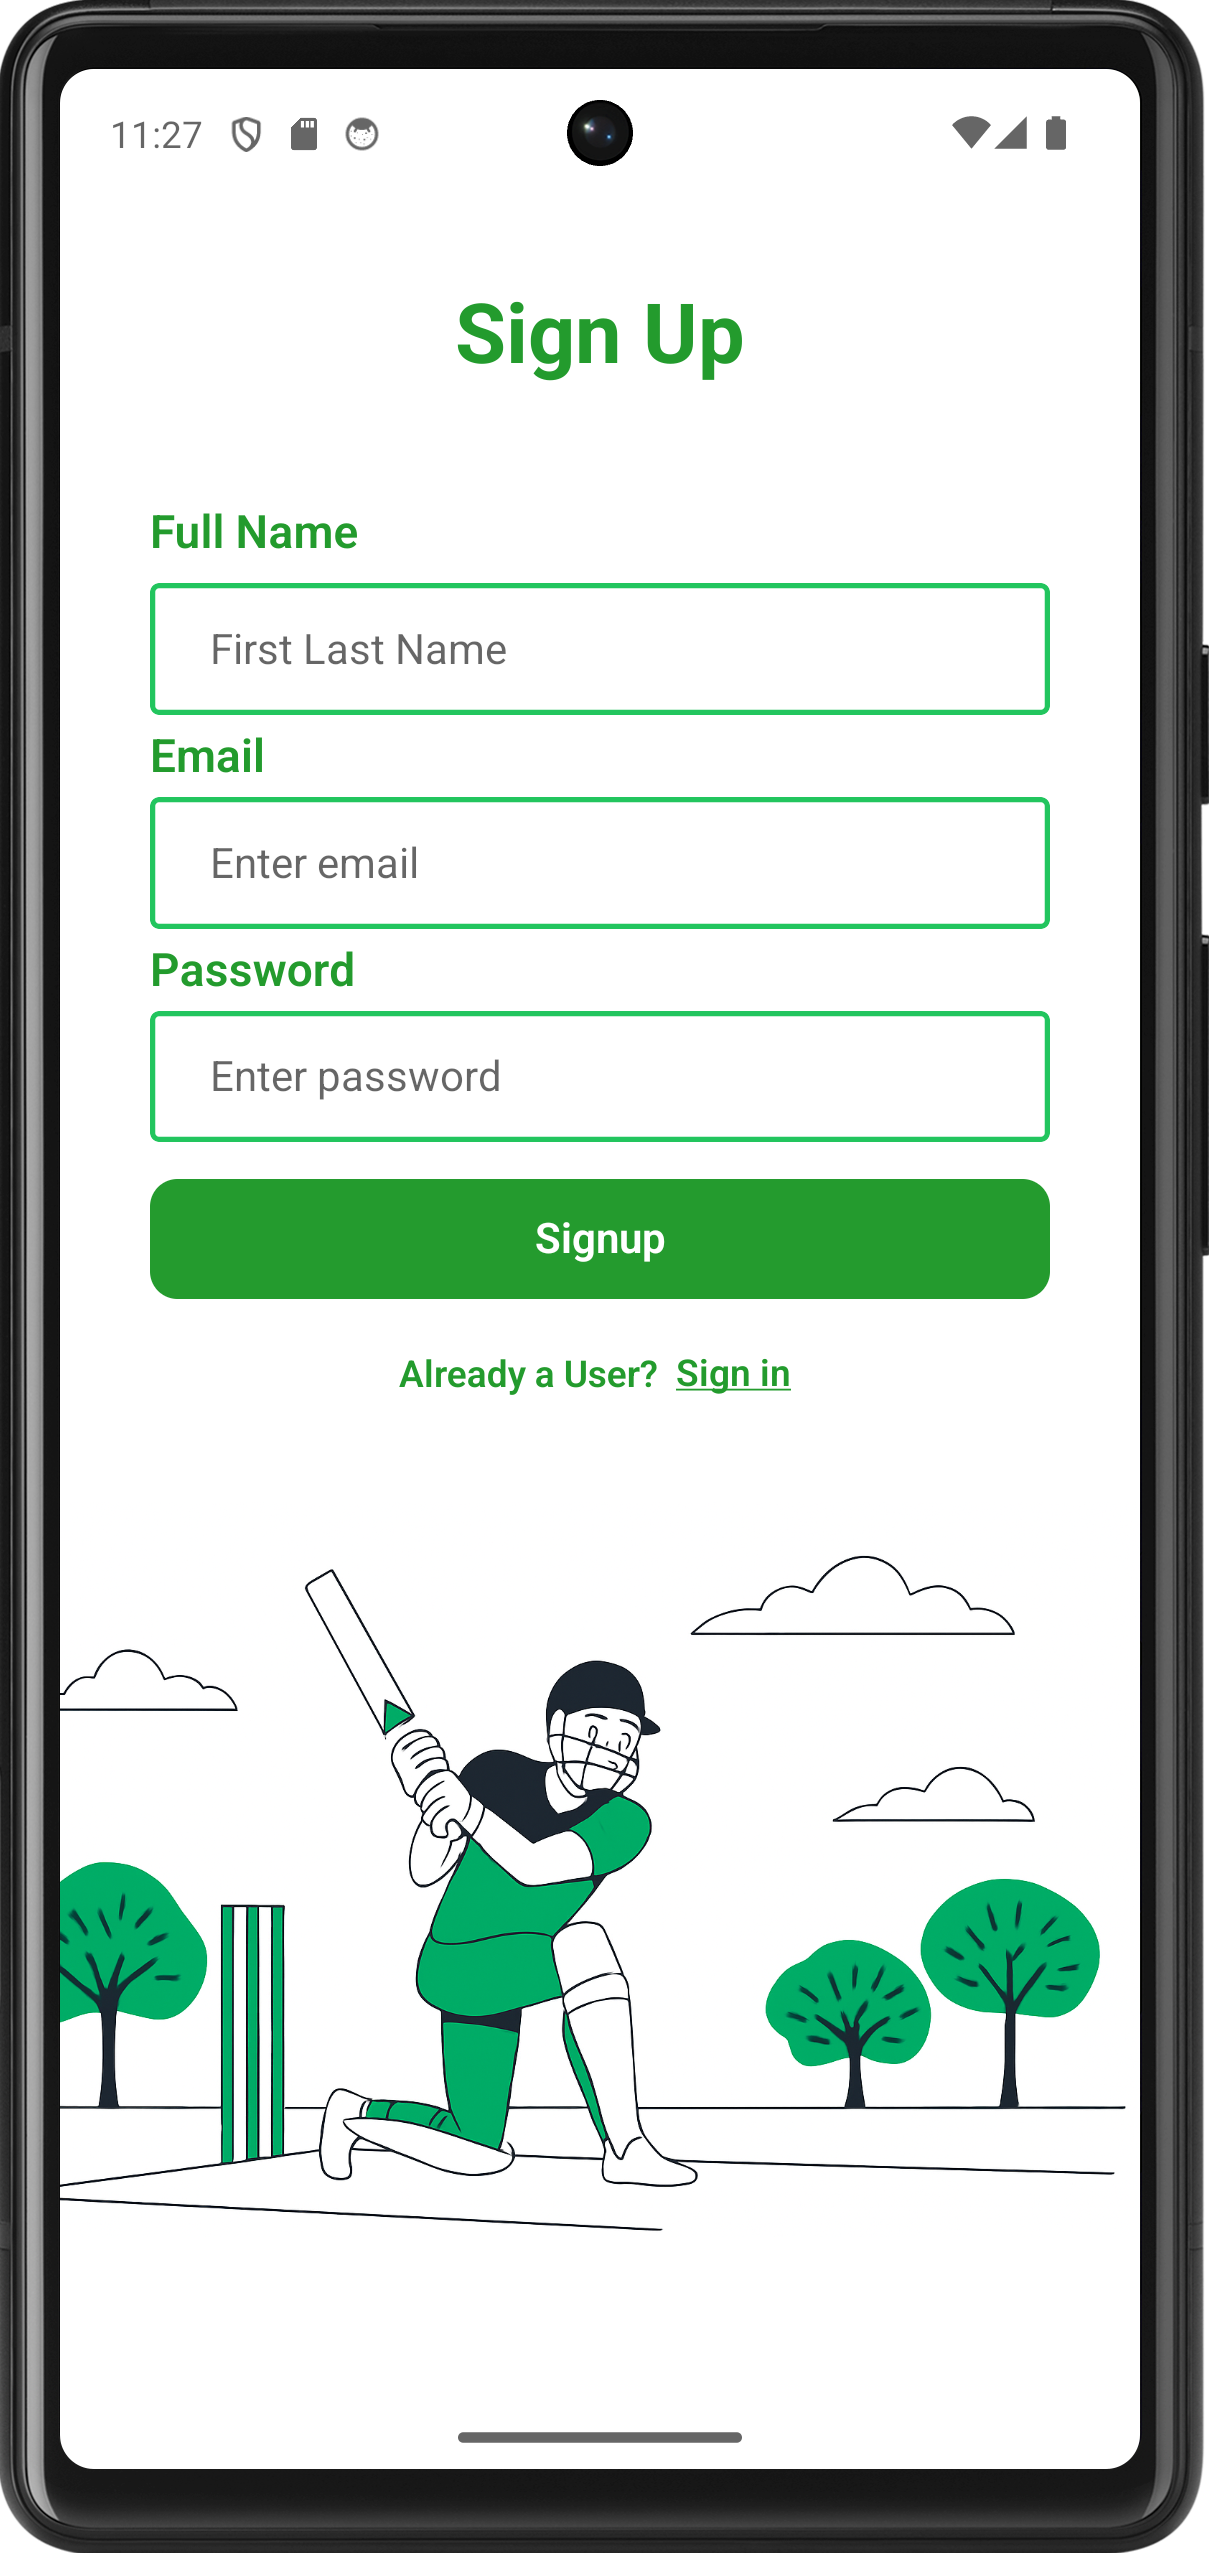 11:27
Sign Up
Full Name
First Last Name
Email
Enter email
Password
Enter password
Signup
Already a User? Sign in